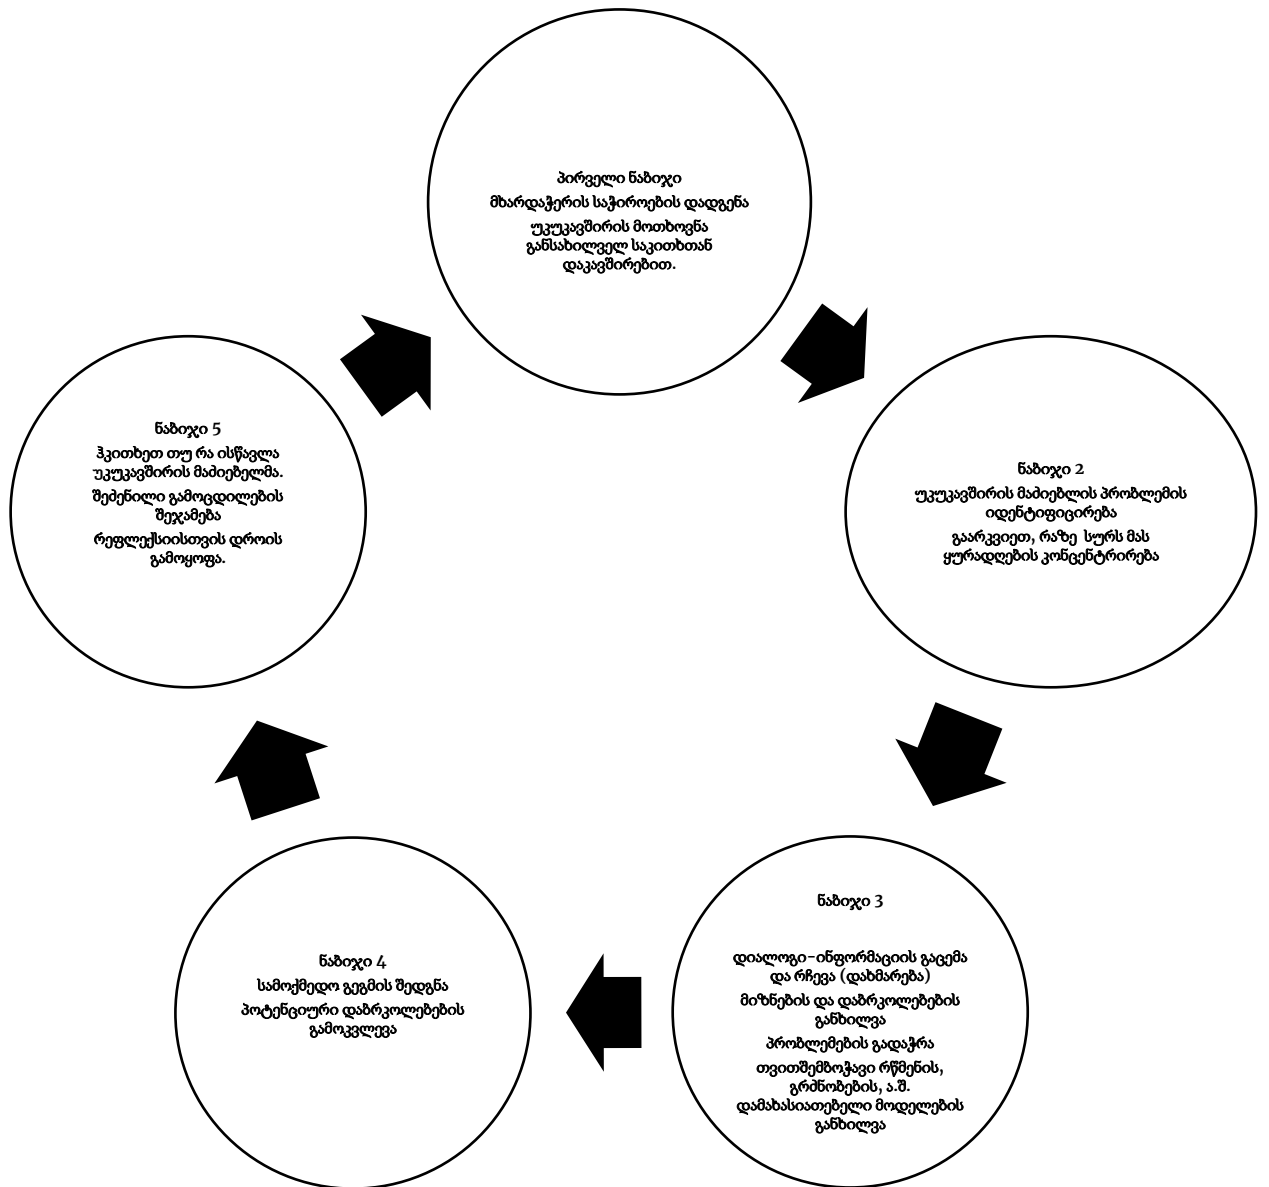 პირველი ნაბიჯი
მხარდაჭერის საჭიროების დადგენა
უკუკავშირის მოთხოვნა
განსახილველ საკითხთან
დაკავშირებით.
ნაბიჯი 2
უკუკავშირის მაძიებლის პრობლემის
იდენტიფიცირება
გაარკვიეთ, რაზე სურს მას
ყურადღების კონცენტრირება
ნაბიჯი 3
დიალოგი-ინფორმაციის გაცემა
და რჩევა (დახმარება)
მიზნების და დაბრკოლებების
განხილვა
პრობლემების გადაჭრა
თვითშემბოჭავი რწმენის,
გრძნობების, ა.შ.
დამახასიათებელი მოდელების
განხილვა
ნაბიჯი 4
სამოქმედო გეგმის შედგნა
პოტენციური დაბრკოლებების
გამოკვლევა
ნაბიჯი 5
ჰკითხეთ თუ რა ისწავლა
უკუკავშირის მაძიებელმა.
შეძენილი გამოცდილების
შეჯამება
რეფლექსიისთვის დროის
გამოყოფა.